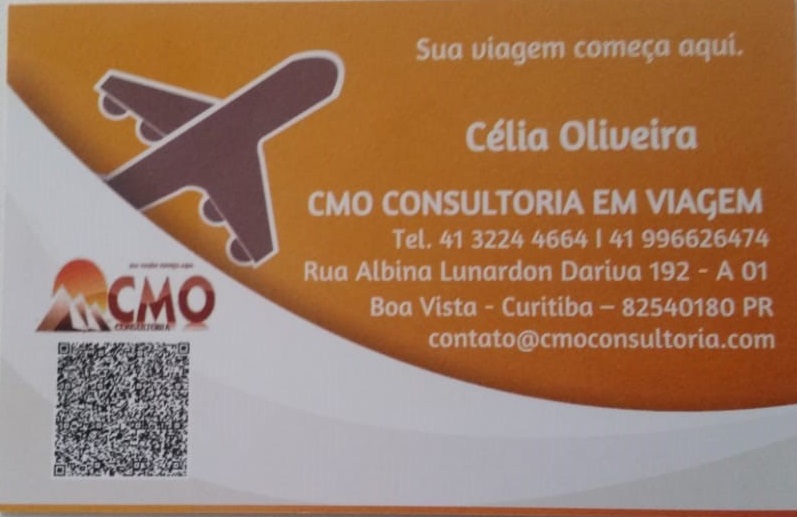 Sua viagem começa aqui.
Célia Oliveira
CMO CONSULTORIA EM VIAGEM
Tel. 41 3224 4664 | 41 996626474
Rua Albina Lunardon Dariva 192 - A 01
Boa Vista - Curitiba – 82540180 PR
contato@cmoconsultoria.com
CMO
CONSULTORIA